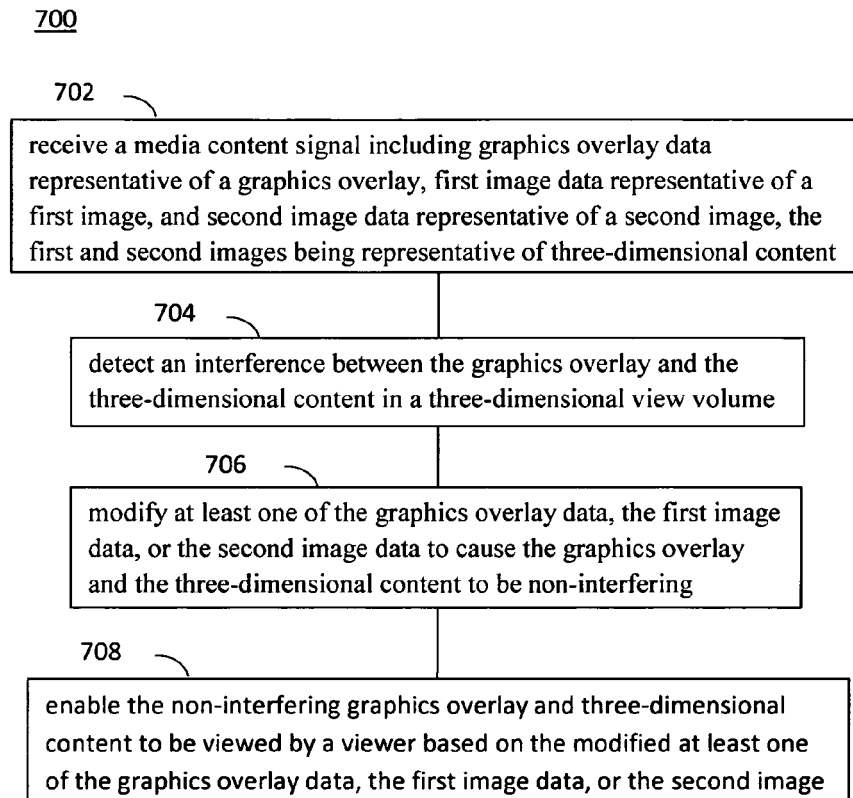 700
702
receive a media content signal including graphics overlay data
representative of a graphics overlay, first image data representative of a
first image, and second image data representative of a second image, the
first and second images being representative of three-dimensional content
704
detect an interference between the graphics overlay and the
three-dimensional content in a three-dimensional view volume
706
modify at least one of the graphics overlay data, the first image
data, or the second image data to cause the graphics overlay
and the three-dimensional content to be non-interfering
708
enable the non-interfering graphics overlay and three-dimensional
content to be viewed by a viewer based on the modified at least one
of the graphics overlay data, the first image data, or the second image